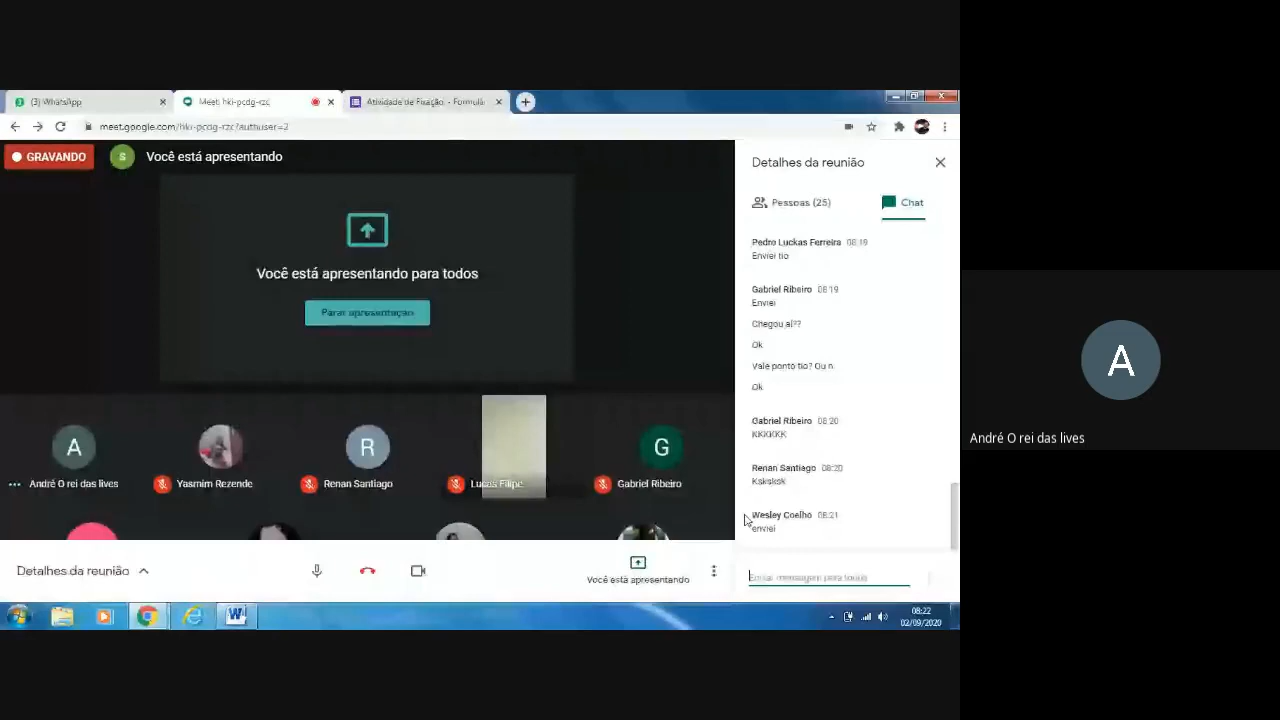 (3) WhatsApp
Meet: hki-pcdg-rzc
Atividade de Fixação. - Formulá
meet.google.com/hki-pcdg-rzc?authuser=2
GRAVANDO
S
Você está apresentando
Você está apresentando para todos
Parar apresentação
A
André O rei das lives
Yasmim Rezende
R
Renan Santiago
Lucas Filipe
G
Gabriel Ribeiro
Detalhes da reunião
Você está apresentando
Detalhes da reunião
Pessoas (25)
Chat
Pedro Luckas Ferreira 08:19
Enviei tio
Gabriel Ribeiro 08:19
Enviei
Chegou aí??
Ok
Vale ponto tio? Ou n
Ok
Gabriel Ribeiro 08:20
KKKKKK
Renan Santiago 08:20
Ksksksk
Wesley Coelho 08:21
enviei
Enviar mensagem para todos
08:22
02/09/2020
A
André O rei das lives